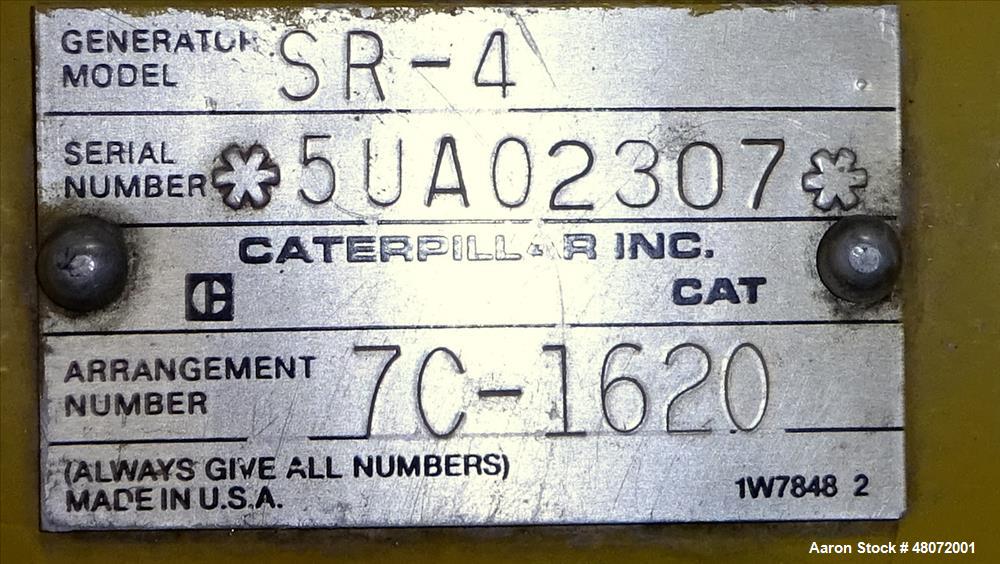 GENERATOR
MODEL SR-4
SERIAL
NUMBER *5UA02307*
CATERPILLAR INC.
C CAT
ARRANGEMENT
NUMBER 7C-1620
(ALWAYS GIVE ALL NUMBERS)
MADE IN U.S.A. 1W7848 2
Aaron Stock # 48072001